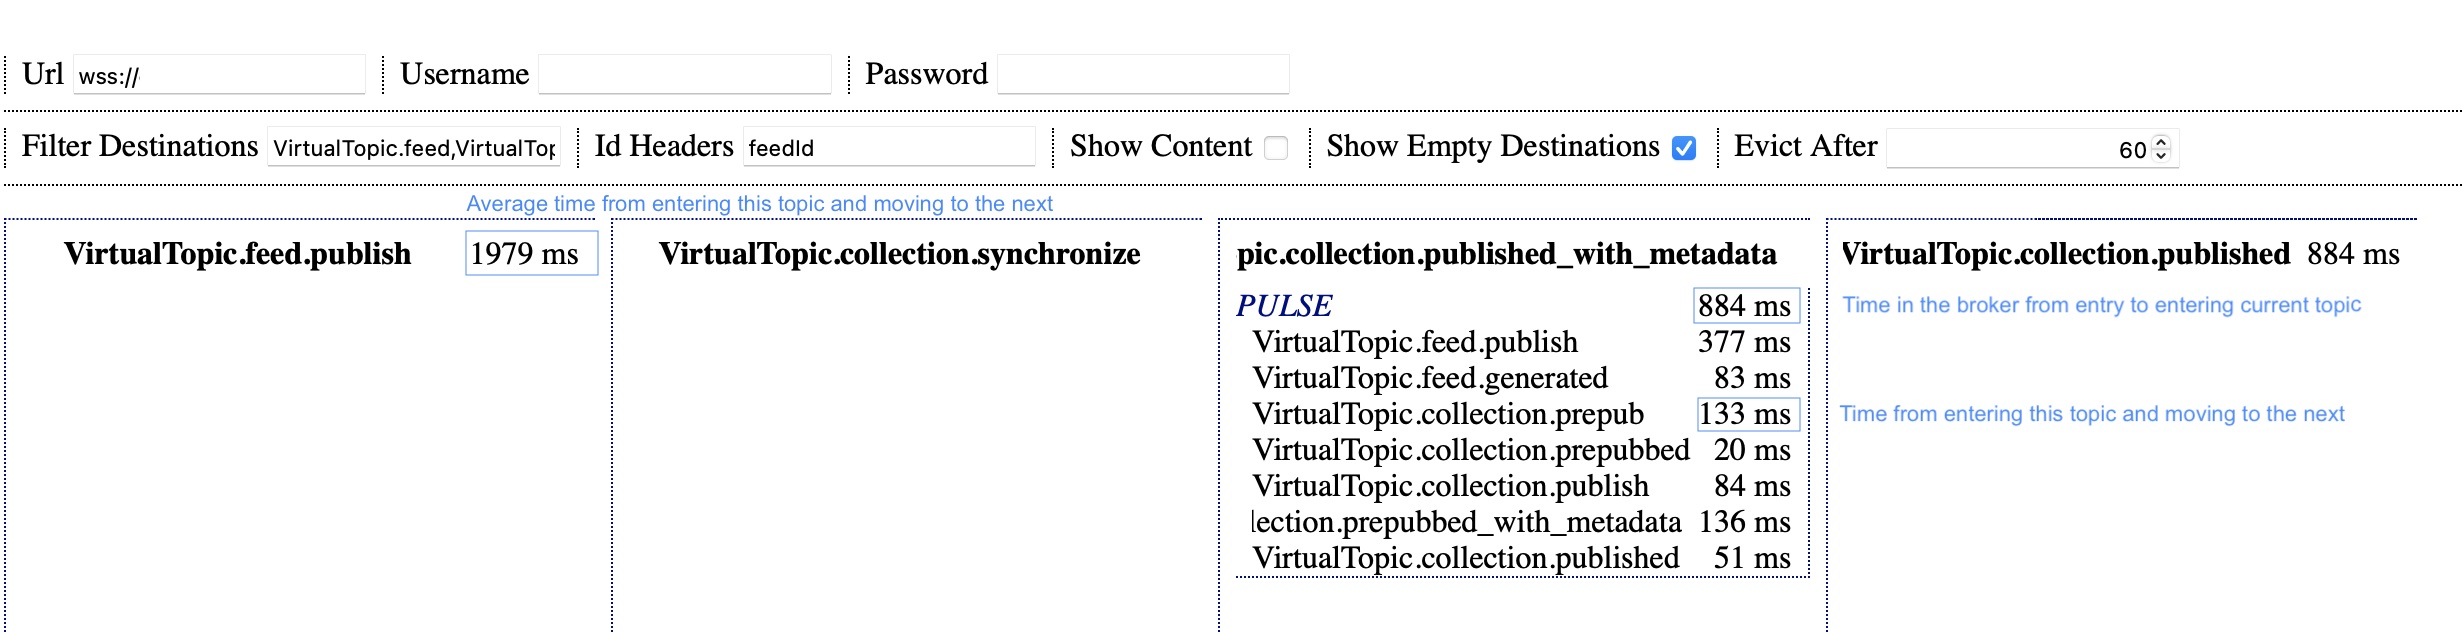 Url wss:// Username Password
Filter Destinations VirtualTopic.feed,VirtualTop Id Headers feedId Show Content Show Empty Destinations Evict After 60
Average time from entering this topic and moving to the next
VirtualTopic.feed.publish 1979 ms VirtualTopic.collection.synchronize pic.collection.published_with_metadata VirtualTopic.collection.published 884 ms
PULSE 884 ms Time in the broker from entry to entering current topic
VirtualTopic.feed.publish 377 ms
VirtualTopic.feed.generated 83 ms
VirtualTopic.collection.prepub 133 ms Time from entering this topic and moving to the next
VirtualTopic.collection.prepubbed 20 ms
VirtualTopic.collection.publish 84 ms
lection.prepubbed_with_metadata 136 ms
VirtualTopic.collection.published 51 ms